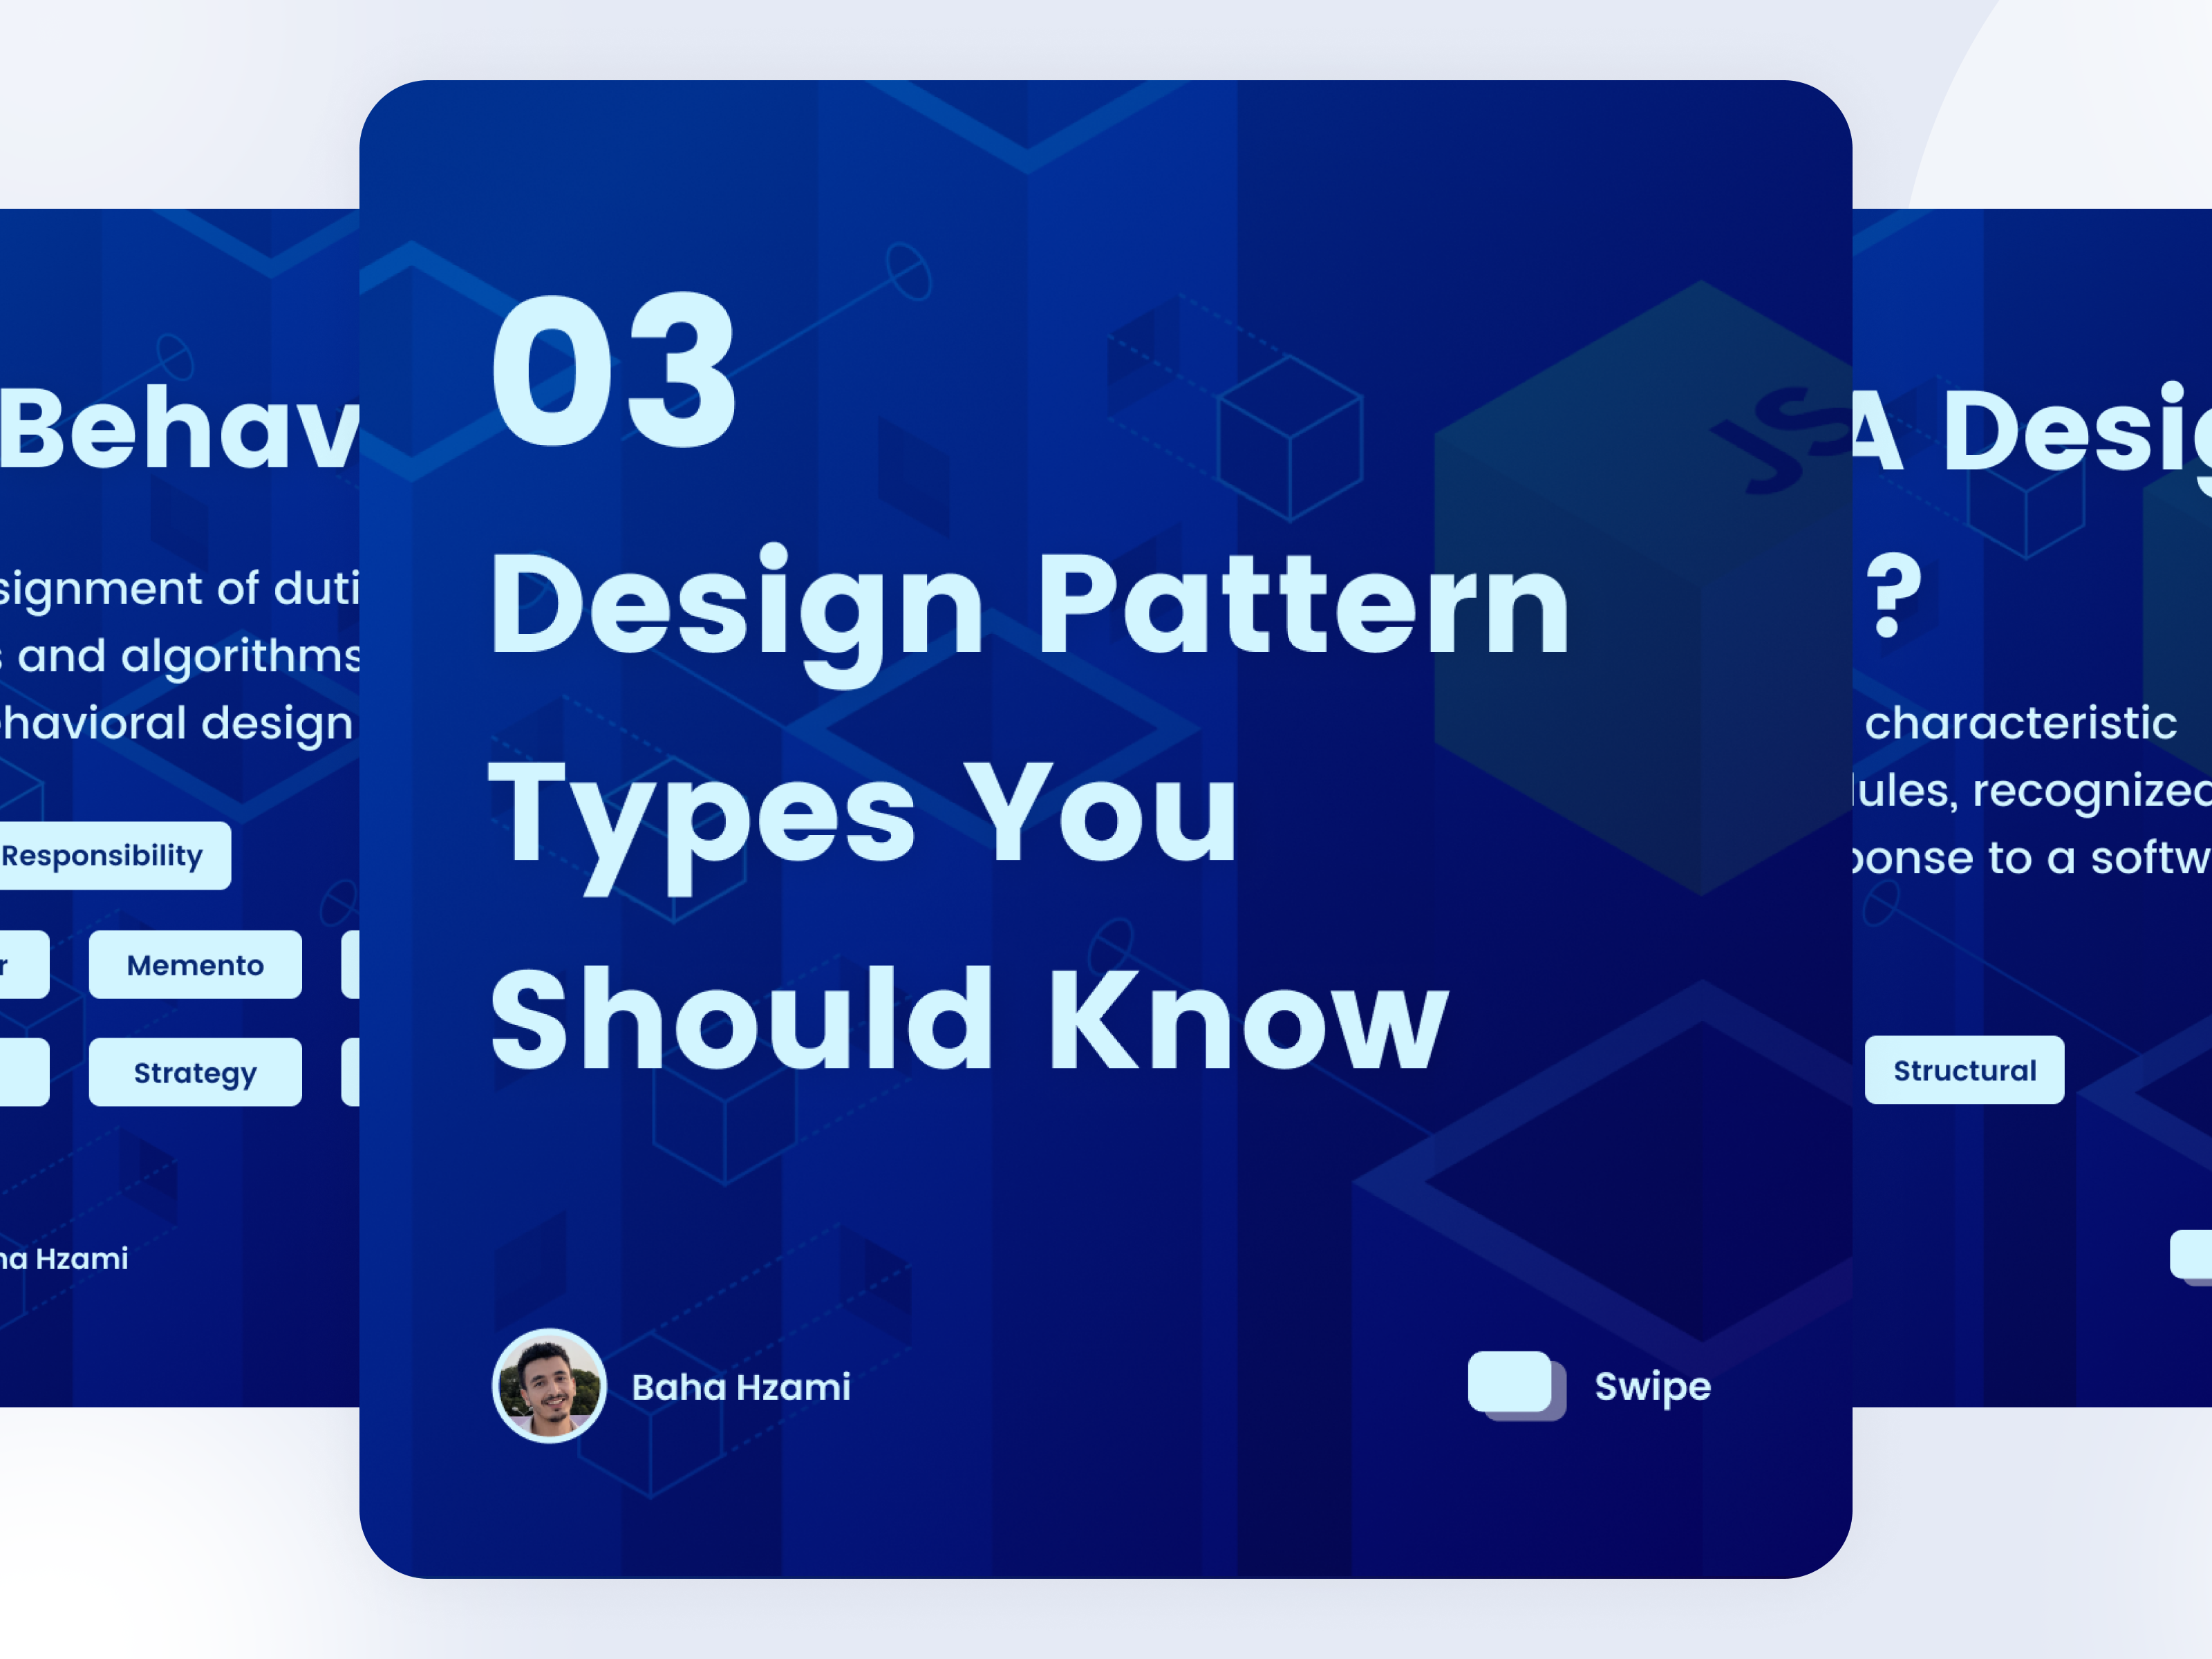 Behav
signment of duti
s and algorithms
havioral design
Responsibility
r
Memento
Strategy
Hzami
03
Design Pattern
Types You
Should Know
JS
Baha Hzami
Swipe
A Desig
?
characteristic
ules, recognized
ponse to a softw
Structural